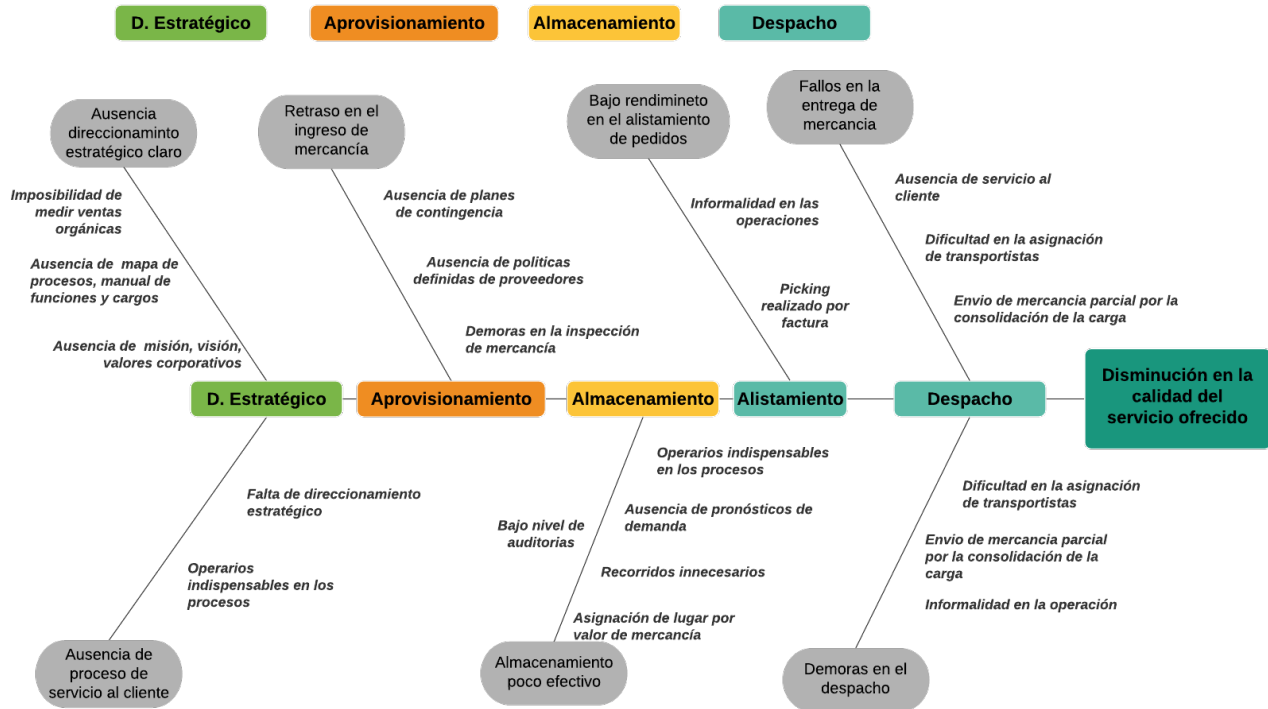 D. Estratégico
Aprovisionamiento
Almacenamiento
Despacho
Ausencia
direccionaminto
estratégico claro
Retraso en el
ingreso de
mercancía
Bajo rendimineto
en el alistamiento
de pedidos
Fallos en la
entrega de
mercancia
Imposibilidad de
medir ventas
orgánicas
Ausencia de  mapa de
procesos, manual de
funciones y cargos
Ausencia de  misión, visión,
valores corporativos
Ausencia de planes
de contingencia
Ausencia de politicas
definidas de proveedores
Demoras en la inspección
de mercancía
Informalidad en las
operaciones
Picking
realizado por
factura
Ausencia de servicio al
cliente
Dificultad en la asignación
de transportistas
Envio de mercancia parcial por la
consolidación de la carga
D. Estratégico
Aprovisionamiento
Almacenamiento
Alistamiento
Despacho
Disminución en la
calidad del
servicio ofrecido
Falta de direccionamiento
estratégico
Operarios
indispensables en los
procesos
Operarios indispensables
en los procesos
Ausencia de pronósticos de
demanda
Bajo nivel de
auditorias
Recorridos innecesarios
Asignación de lugar por
valor de mercancía
Dificultad en la asignación
de transportistas
Envio de mercancia parcial
por la consolidación de la
carga
Informalidad en la operación
Ausencia de
proceso de
servicio al cliente
Almacenamiento
poco efectivo
Demoras en el
despacho